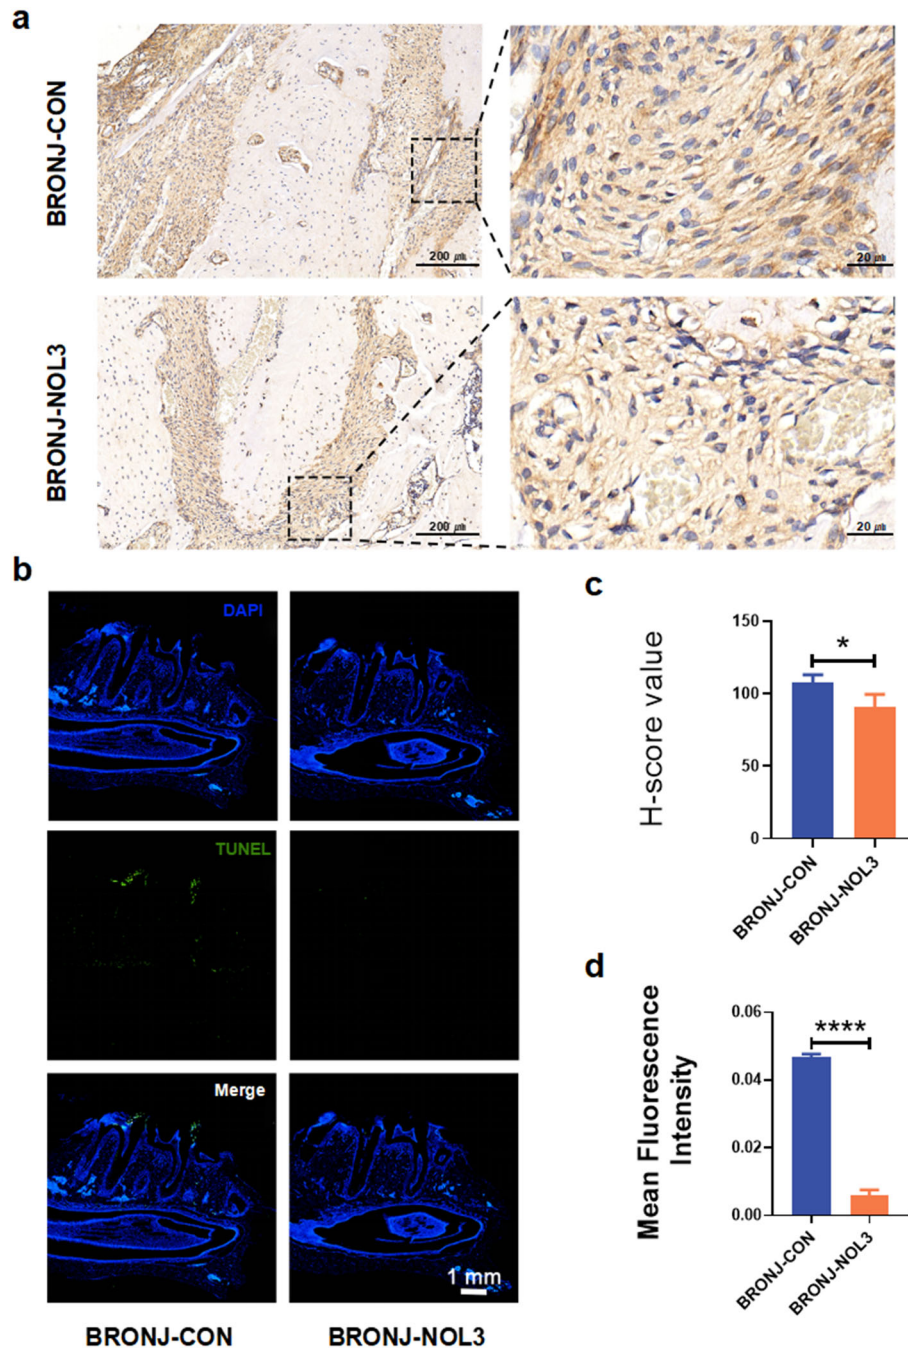 a
BRONJ-CON
200 μm
20 μm
BRONJ-NOL3
200 μm
20 μm
b
DAPI
TUNEL
Merge
1 mm
BRONJ-CON
BRONJ-NOL3
c
H-score value
150
100
50
0
*
BRONJ-CON
BRONJ-NOL3
d
Mean Fluorescence
Intensity
0.06
0.04
0.02
0.00
****
BRONJ-CON
BRONJ-NOL3